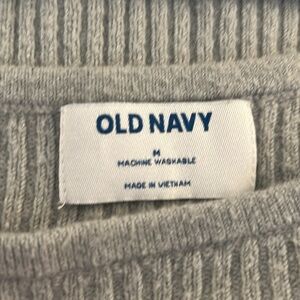 OLD NAVY
M
MACHINE WASHABLE
MADE IN VIETNAM